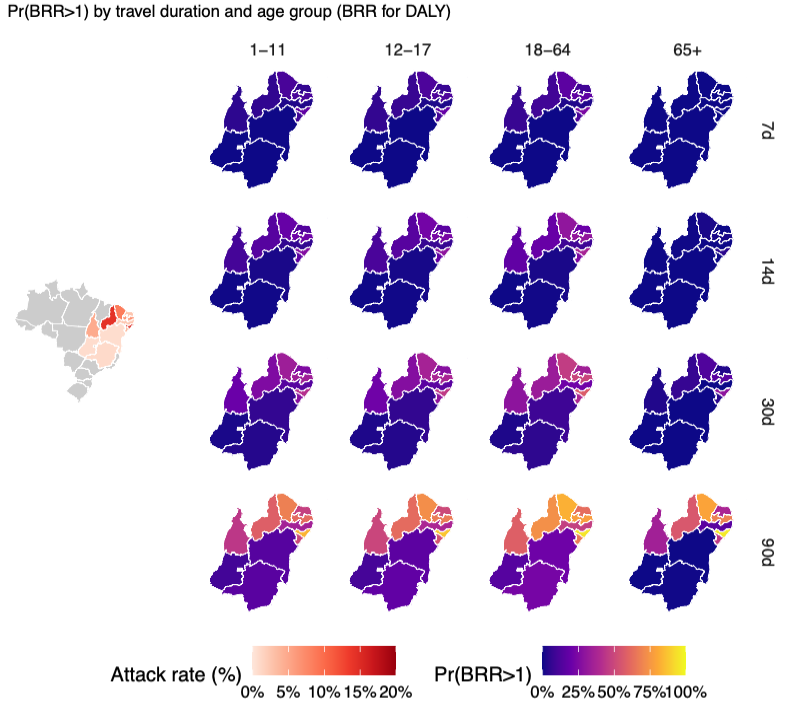 Pr(BRR>1) by travel duration and age group (BRR for DALY)
1–11 12–17 18–64 65+
7d
14d
30d
90d
Attack rate (%) 0% 5% 10% 15% 20%
Pr(BRR>1) 0% 25% 50% 75% 100%